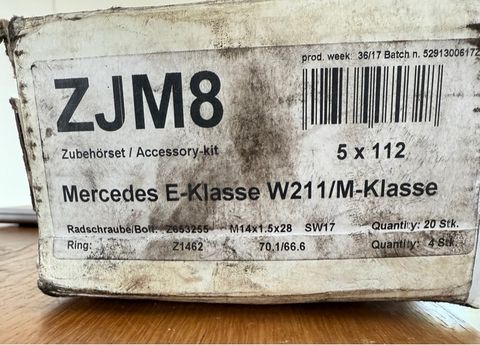 prod. week: 36/17 Batch n. 52913006172
ZJM8
Zubehörset / Accessory-kit
5 x 112
Mercedes E-Klasse W211/M-Klasse
Radschraube/Bolt: Z653255 M14x1.5x28 SW17 Quantity: 20 Stk.
Ring: Z1462 70.1/66.6 Quantity: 4 Stk.